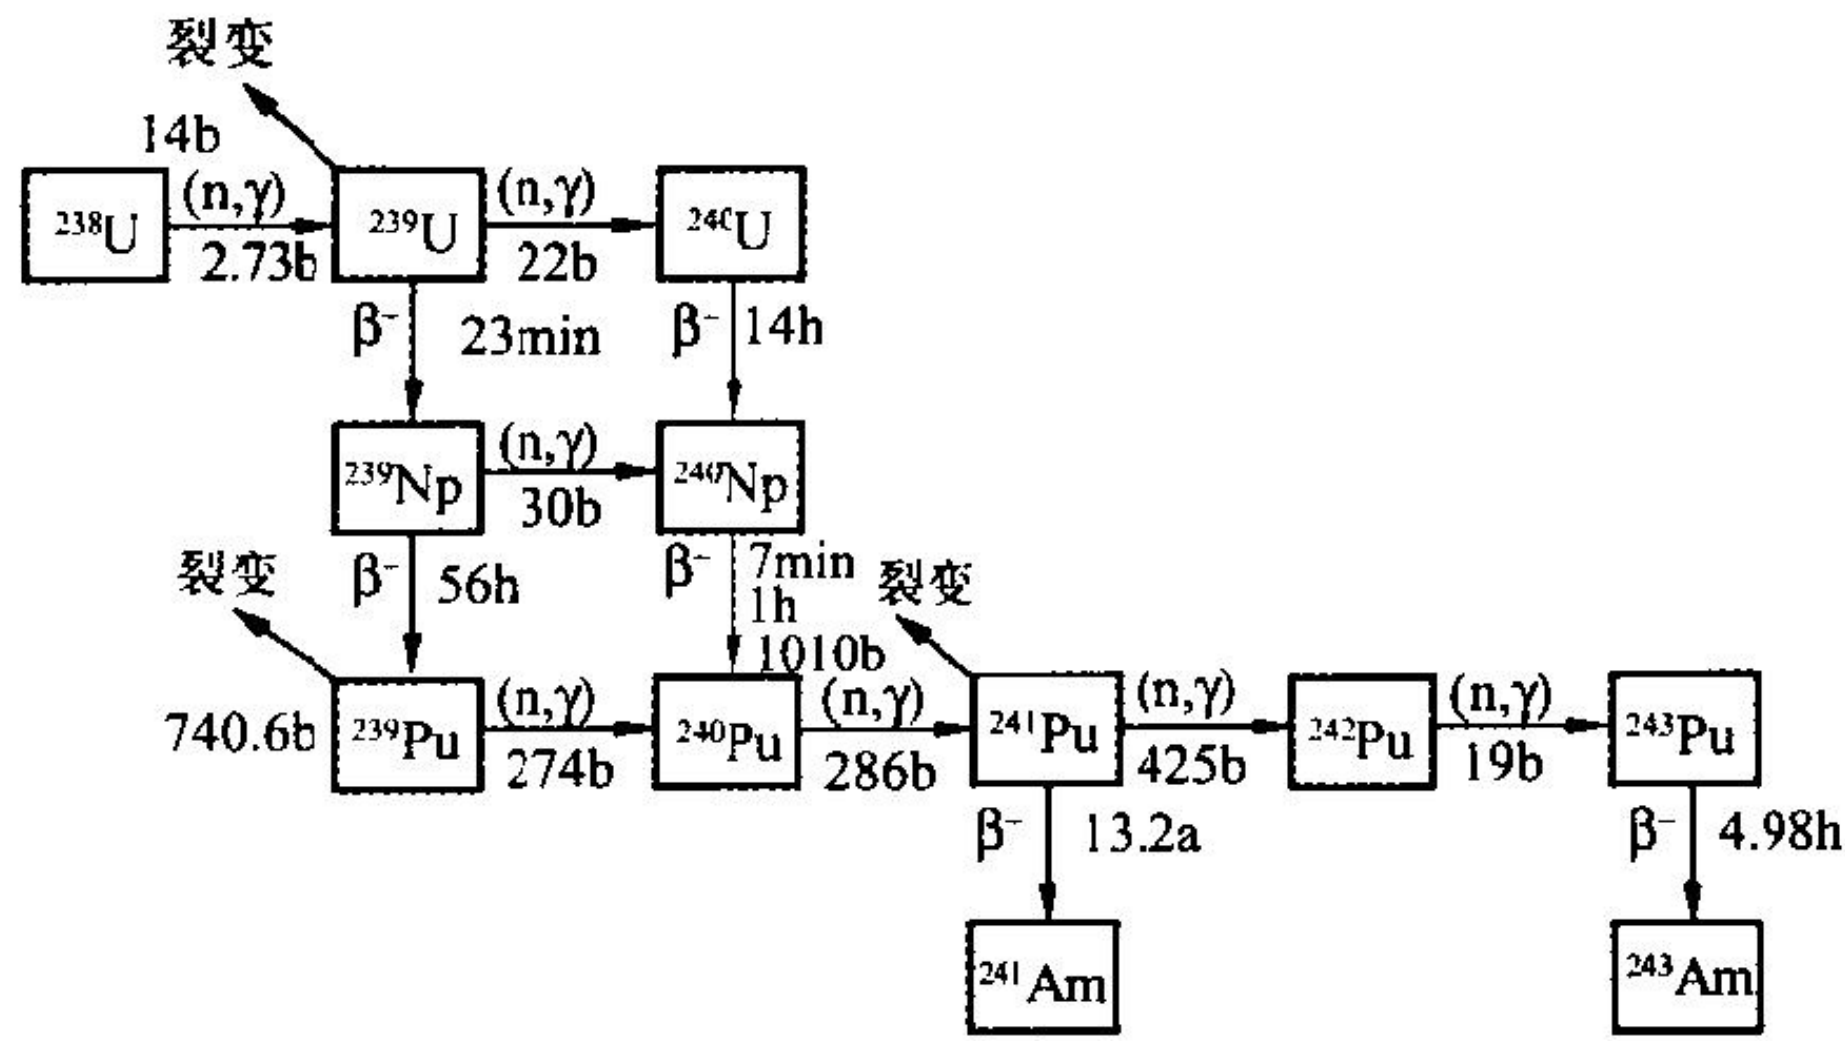 裂变
14b
(n,γ) (n,γ)
²³⁸U ²³⁹U ²⁴⁰U
2.73b 22b
β⁻ 23min β⁻ 14h
(n,γ)
²³⁹Np ²⁴⁰Np
30b
裂变 β⁻ 56h β⁻ 7min 裂变
1h
1010b
(n,γ) (n,γ) (n,γ) (n,γ)
740.6b ²³⁹Pu ²⁴⁰Pu ²⁴¹Pu ²⁴²Pu ²⁴³Pu
274b 286b 425b 19b
β⁻ 13.2a β⁻ 4.98h
²⁴¹Am ²⁴³Am